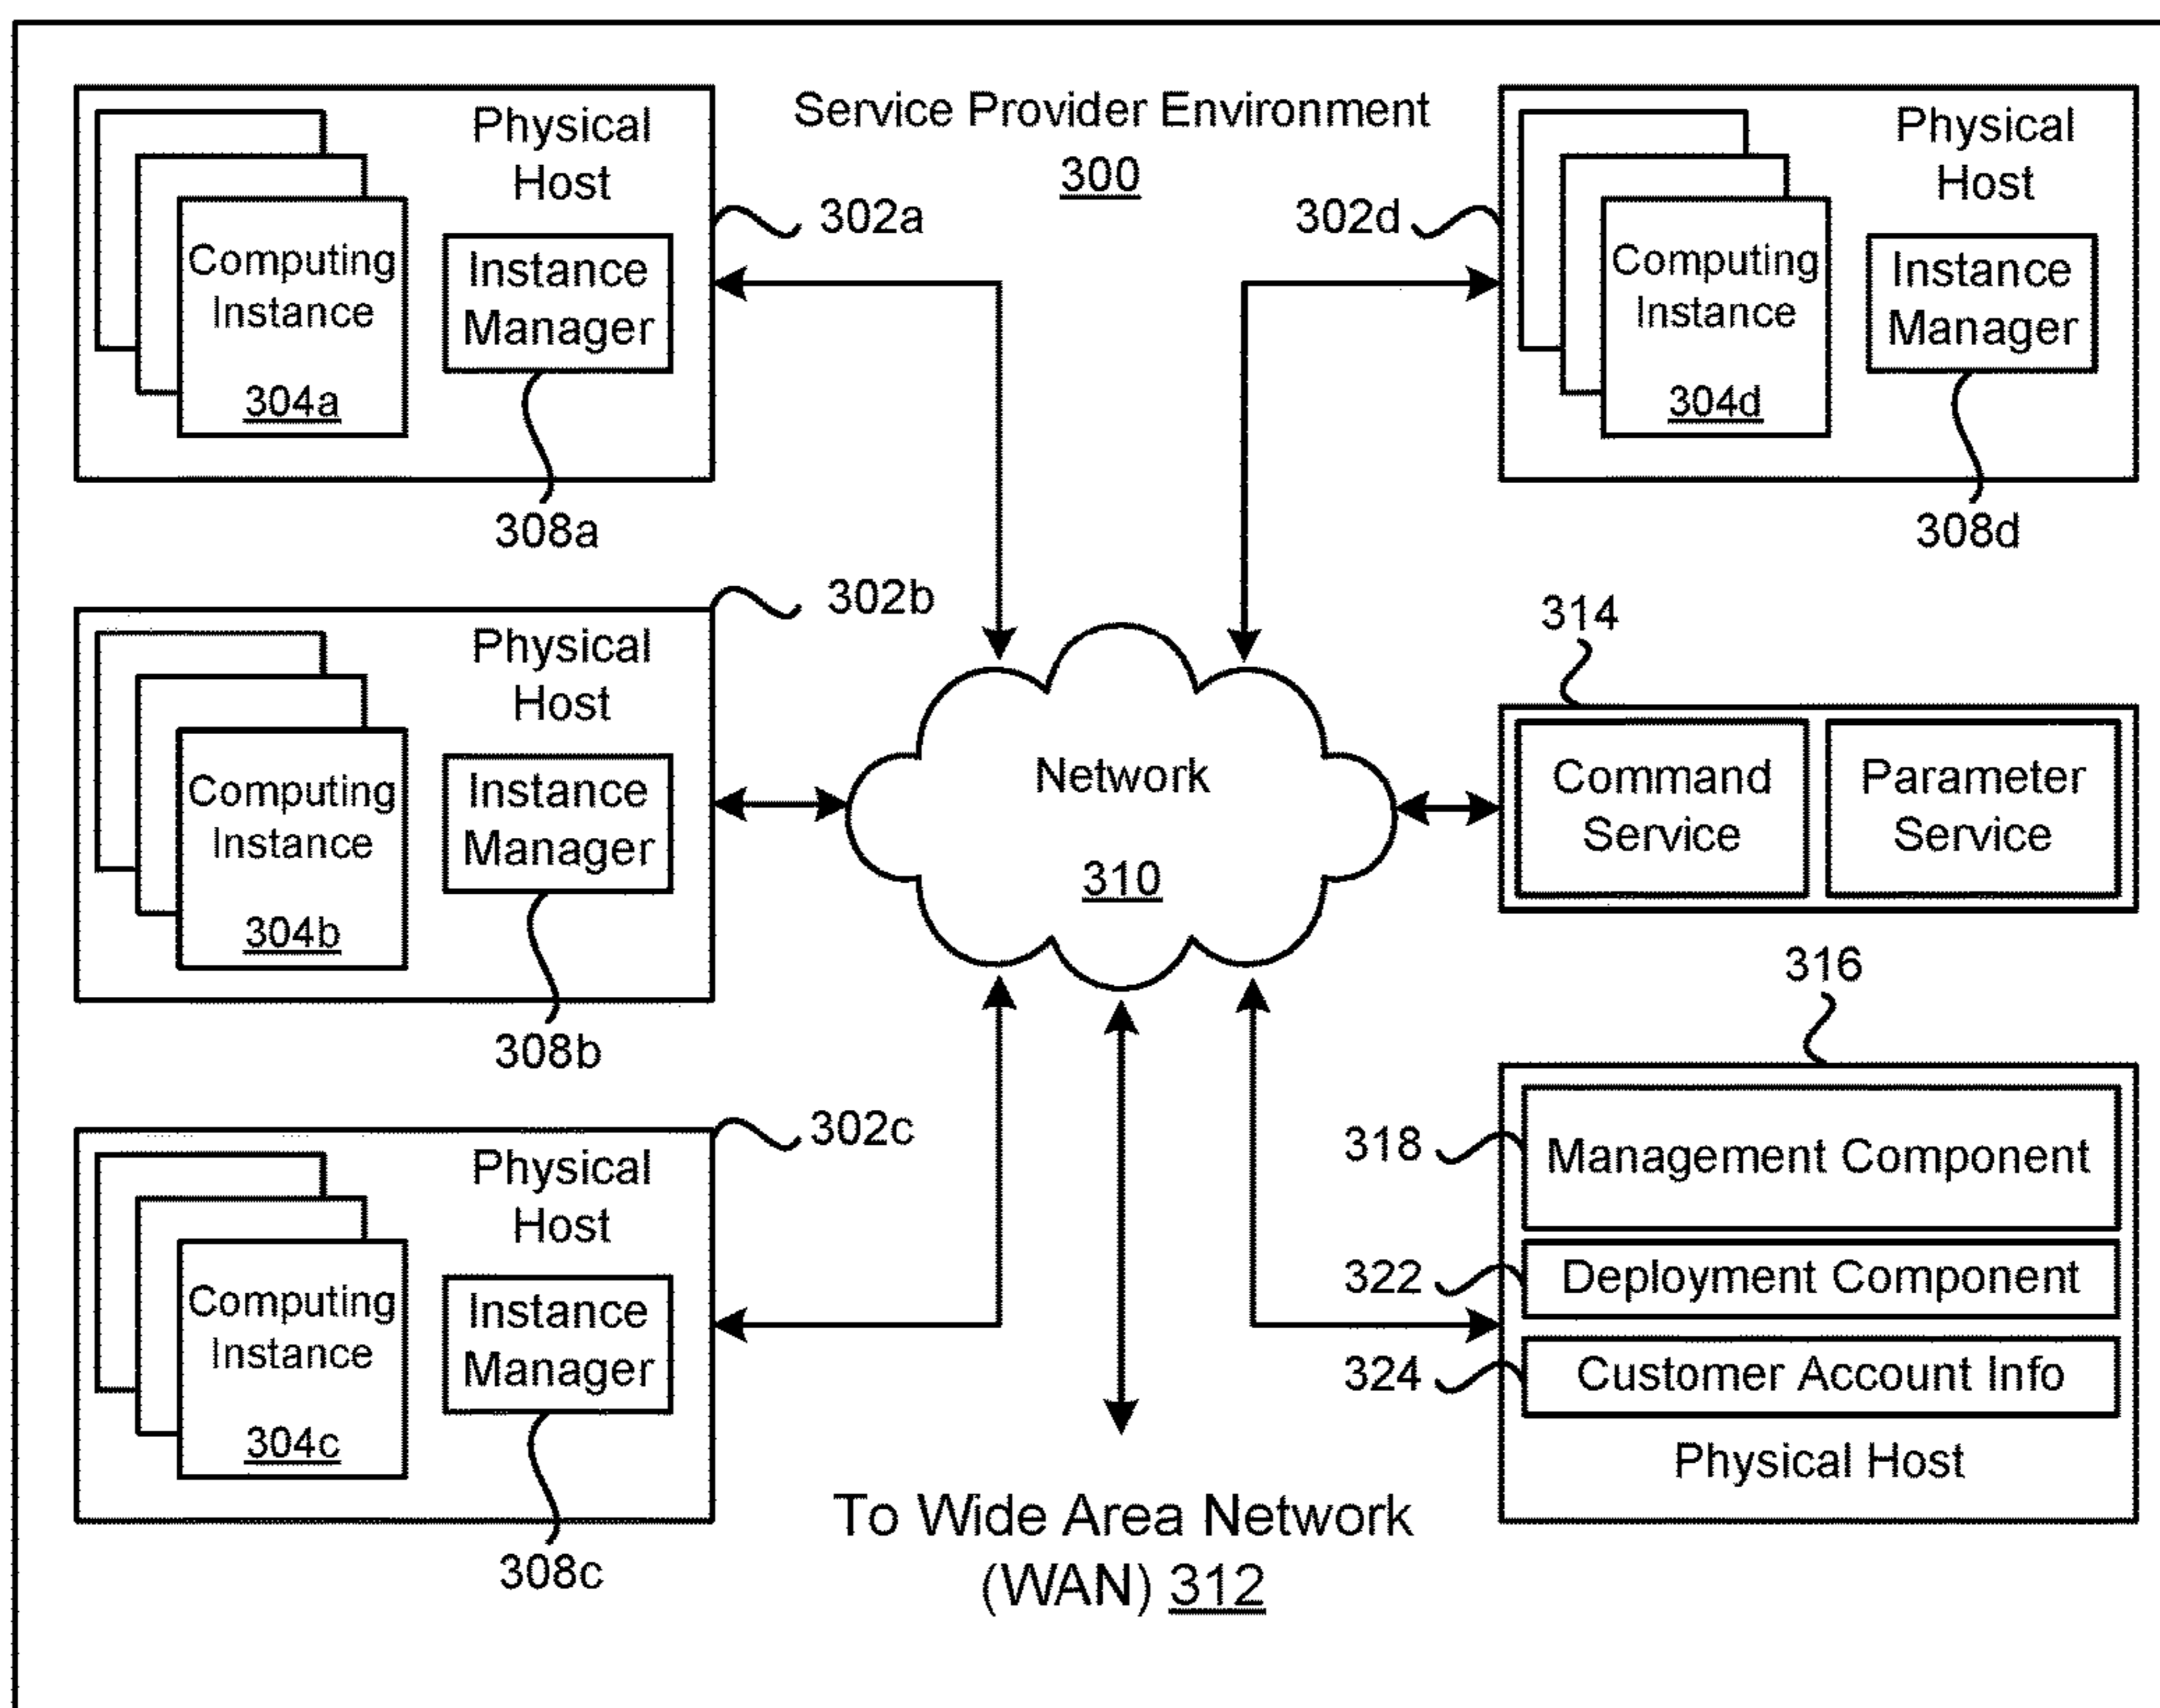 Service Provider Environment
300
Physical
Host
302a
Computing
Instance
304a
Instance
Manager
308a
302d
Physical
Host
Computing
Instance
304d
Instance
Manager
308d
302b
Physical
Host
Computing
Instance
304b
Instance
Manager
308b
Network
310
314
Command
Service
Parameter
Service
302c
Physical
Host
Computing
Instance
304c
Instance
Manager
308c
316
318
Management Component
322
Deployment Component
324
Customer Account Info
Physical Host
To Wide Area Network
(WAN) 312